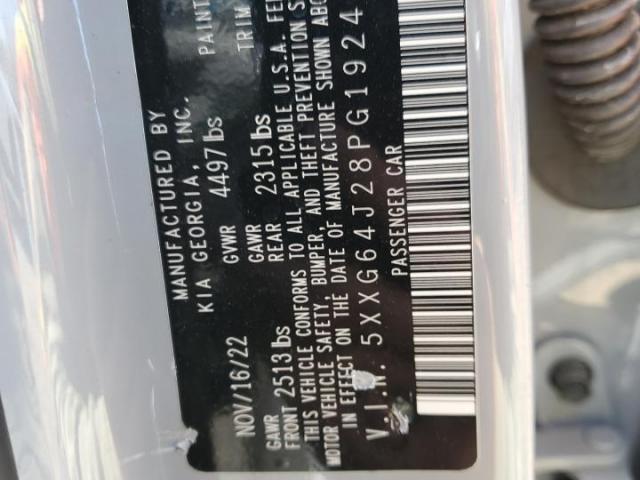 MANUFACTURED BY
KIA GEORGIA, INC.
NOV/16/22 GVWR 4497lbs PAINT
GAWR GAWR TRIM
FRONT 2513lbs REAR 2315lbs
THIS VEHICLE CONFORMS TO ALL APPLICABLE U.S.A. FE
MOTOR VEHICLE SAFETY, BUMPER, AND THEFT PREVENTION S
IN EFFECT ON THE DATE OF MANUFACTURE SHOWN ABO
V.I.N. 5XXG64J28PG1924
PASSENGER CAR